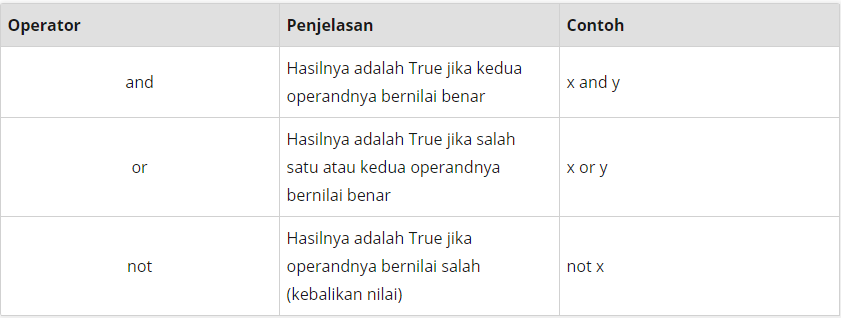 Operator
Penjelasan
Contoh
and
Hasilnya adalah True jika kedua
operandnya bernilai benar
x and y
or
Hasilnya adalah True jika salah
satu atau kedua operandnya
bernilai benar
x or y
not
Hasilnya adalah True jika
operandnya bernilai salah
(kebalikan nilai)
not x